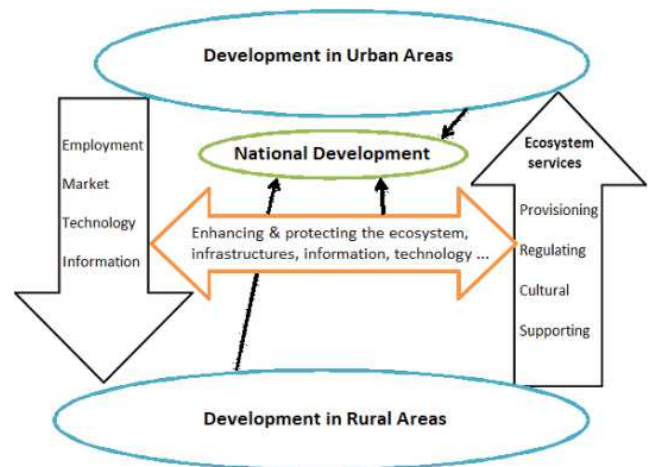 Development in Urban Areas
National Development
Employment
Market
Technology
Information
Enhancing & protecting the ecosystem,
infrastructures, information, technology ...
Ecosystem
services
Provisioning
Regulating
Cultural
Supporting
Development in Rural Areas